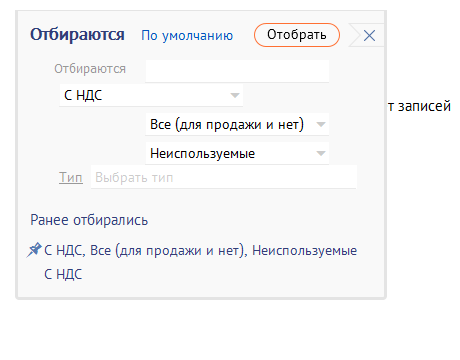 Отбираются По умолчанию Отобрать
Отбираются
С НДС
т записей
Все (для продажи и нет)
Неиспользуемые
Тип Выбрать тип
Ранее отбирались
С НДС, Все (для продажи и нет), Неиспользуемые
С НДС